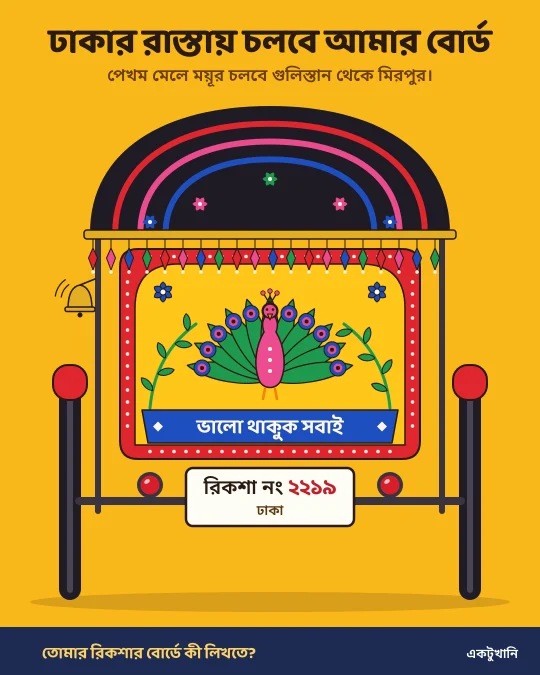 ঢাকার রাস্তায় চলবে আমার বোর্ড
পেখম মেলে ময়ূর চলবে গুলিস্তান থেকে মিরপুর।
ভালো থাকুক সবাই
রিকশা নং ২২১৯
ঢাকা
তোমার রিকশার বোর্ডে কী লিখতে?
একটুখানি